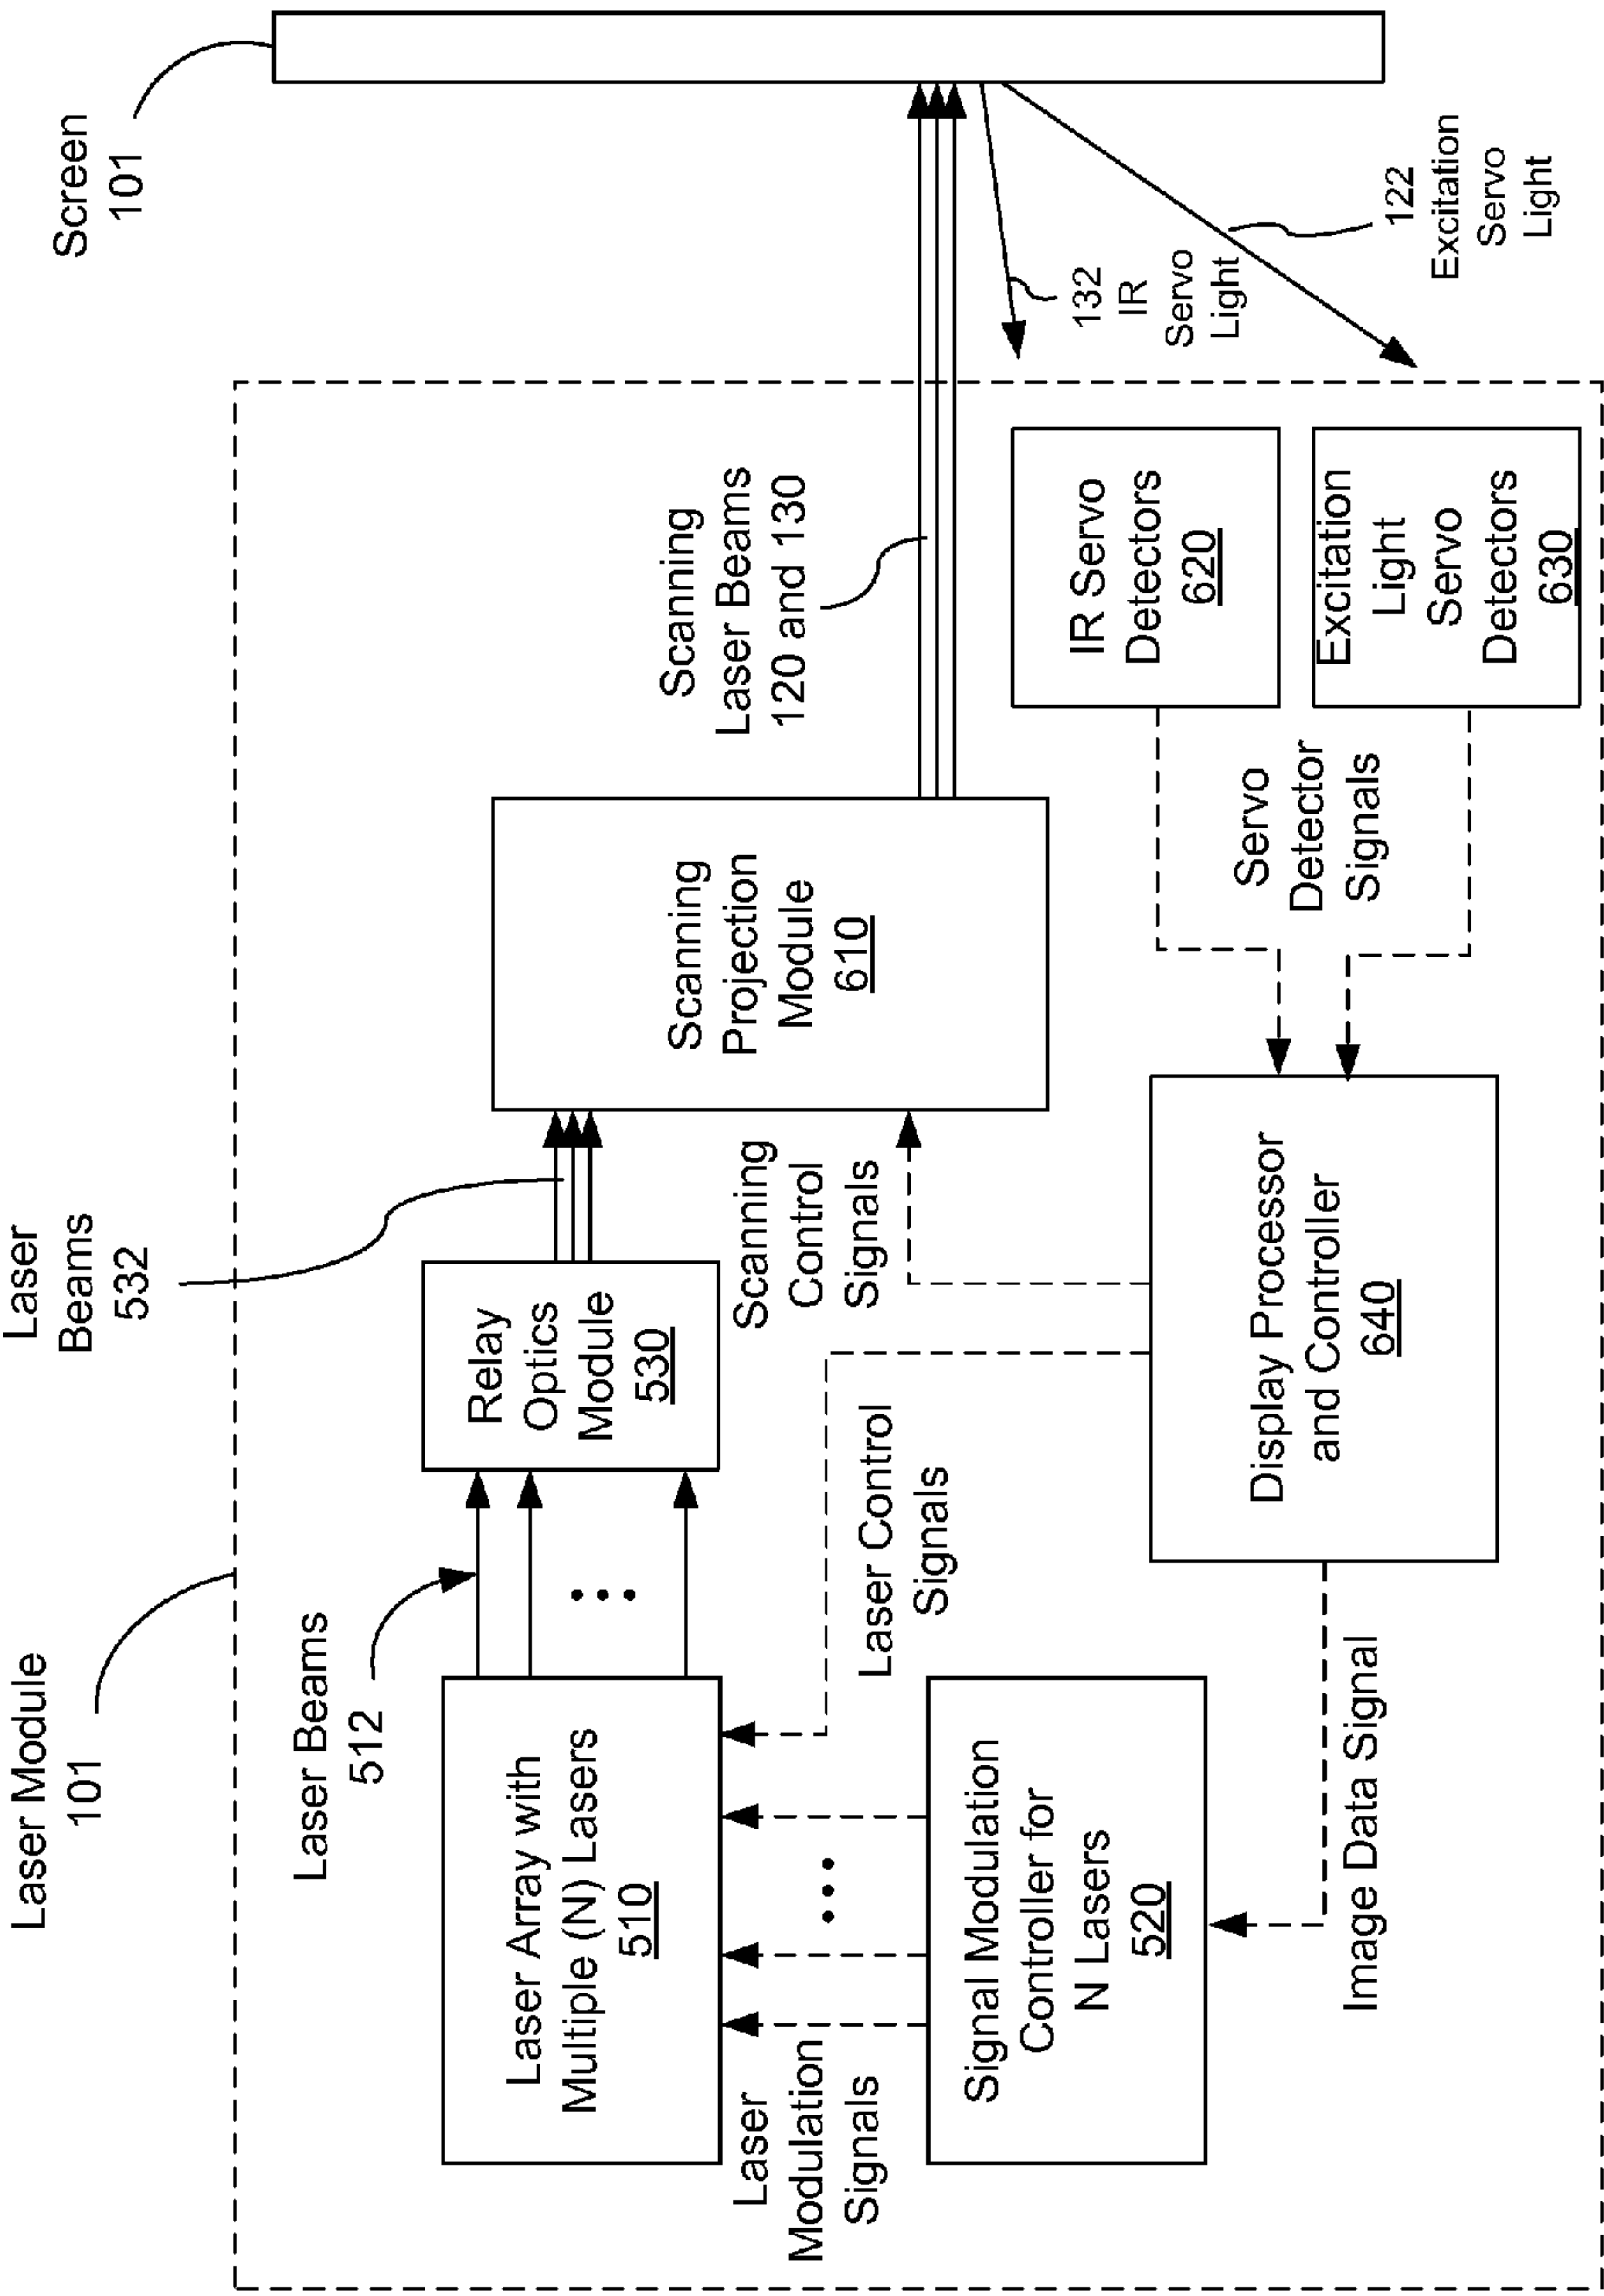 Laser Module
101
Laser
Beams
532
Screen
101
Laser Beams
512
Laser Array with
Multiple (N) Lasers
510
Relay
Optics
Module
530
Scanning
Projection
Module
610
Scanning
Laser Beams
120 and 130
Laser
Modulation
Signals
Laser Control
Signals
Scanning
Control
Signals
Signal Modulation
Controller for
N Lasers
520
Display Processor
and Controller
640
Image Data Signal
Servo
Detector
Signals
IR Servo
Detectors
620
Excitation
Light
Servo
Detectors
630
132
IR
Servo
Light
122
Excitation
Servo
Light